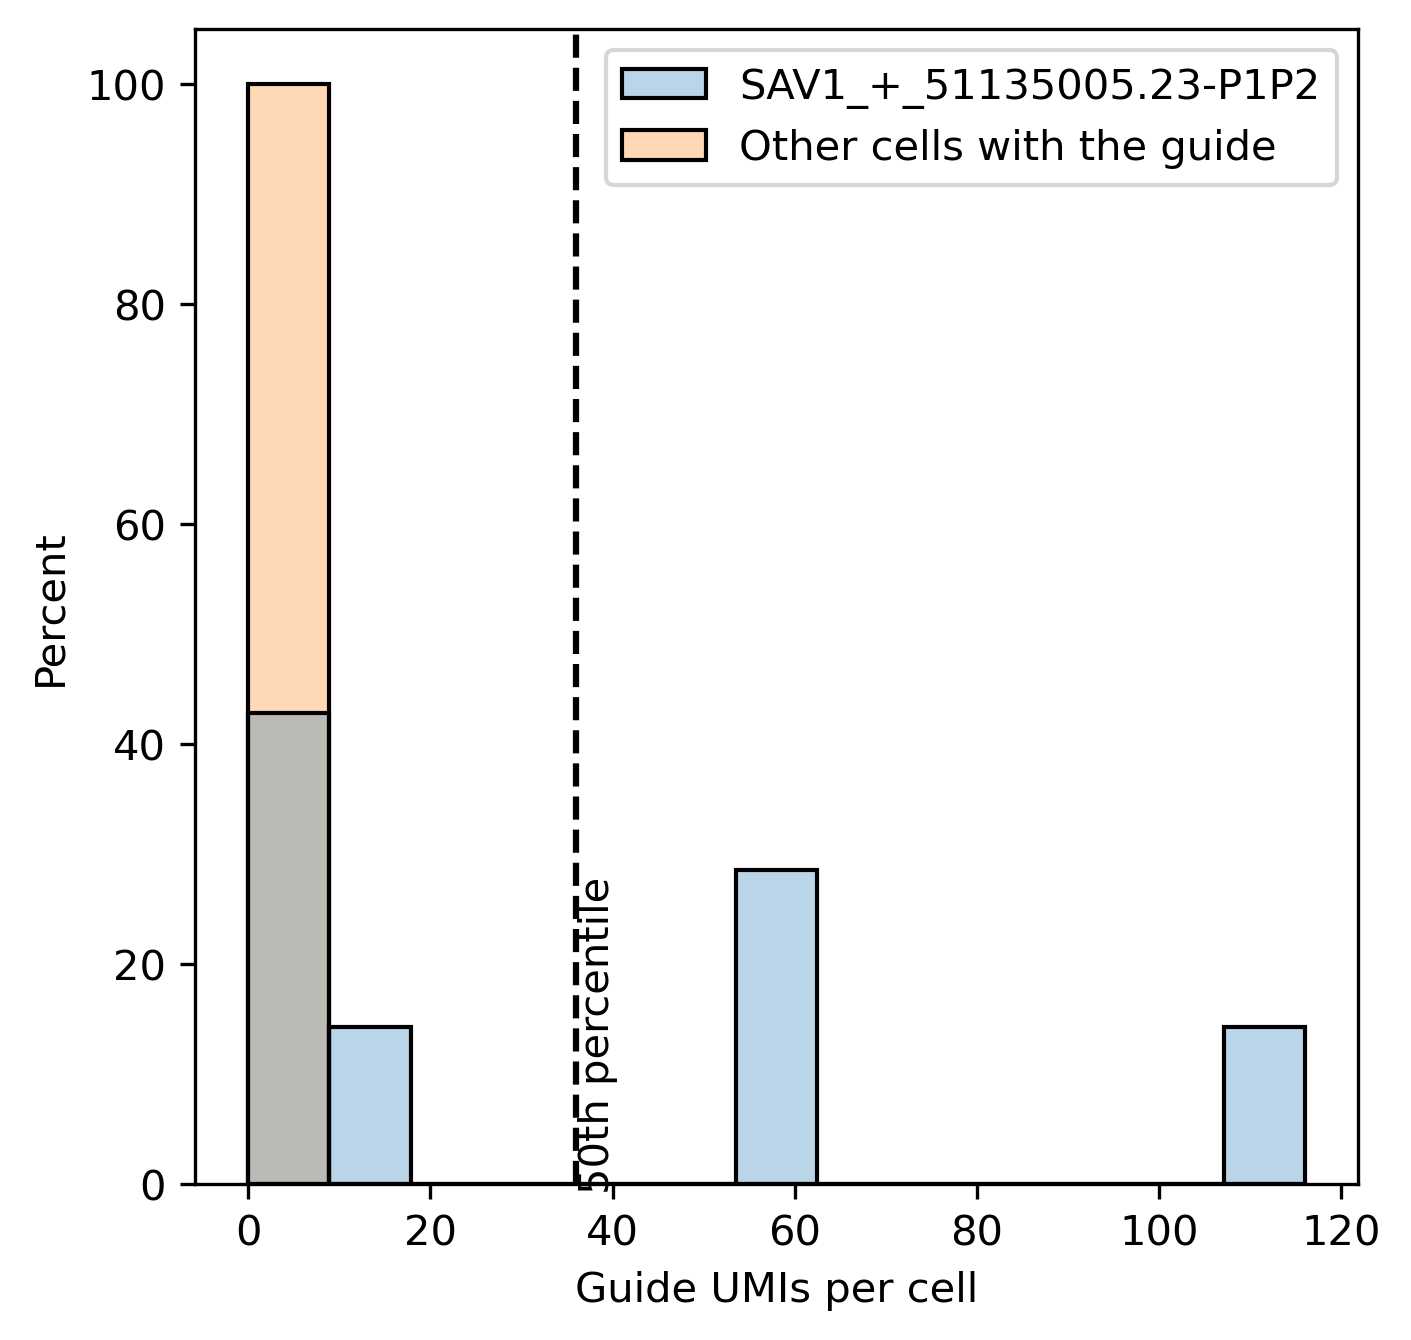 SAV1_+_51135005.23-P1P2
Other cells with the guide
100
80
60
40
20
0
Percent
50th percentile
0 20 40 60 80 100 120
Guide UMIs per cell